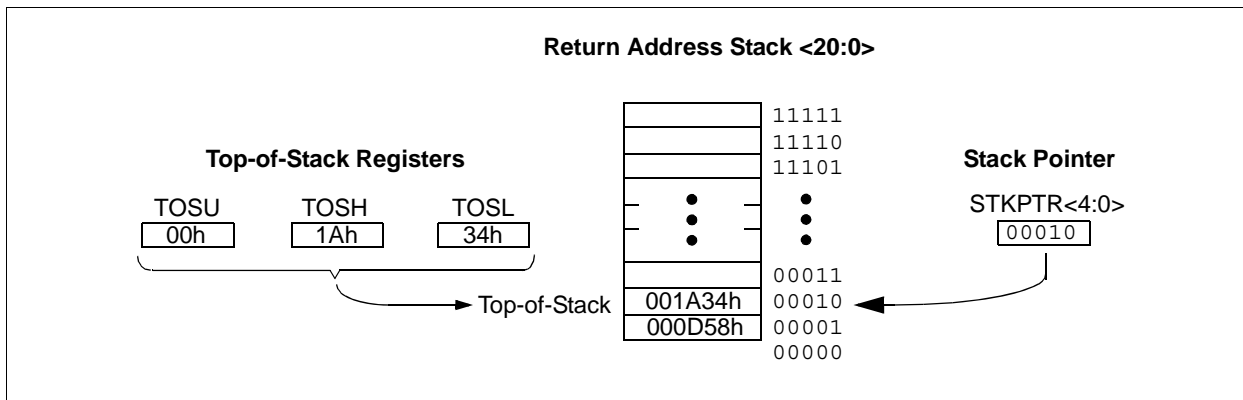 Return Address Stack <20:0>
Top-of-Stack Registers
TOSU TOSH TOSL
00h 1Ah 34h
11111
11110
11101
00011
Top-of-Stack 001A34h 00010
000D58h 00001
00000
Stack Pointer
STKPTR<4:0>
00010